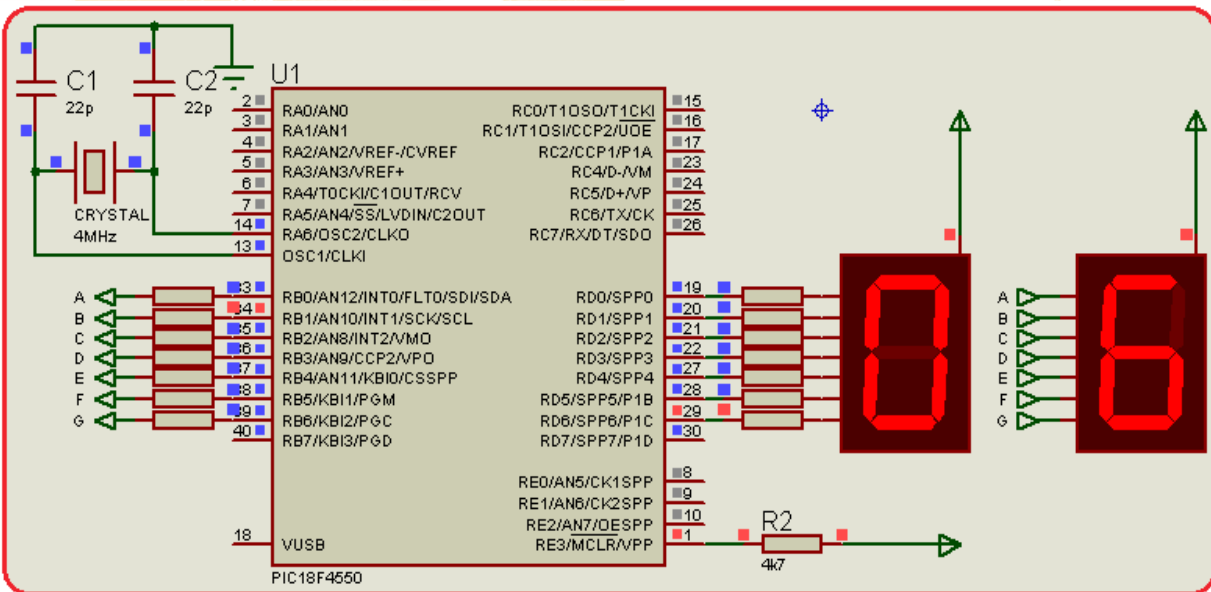 C1
22p
C2
22p
CRYSTAL
4MHz
U1
2 RA0/AN0
3 RA1/AN1
4 RA2/AN2/VREF-/CVREF
5 RA3/AN3/VREF+
6 RA4/T0CKI/C1OUT/RCV
7 RA5/AN4/SS/LVDIN/C2OUT
14 RA6/OSC2/CLKO
13 OSC1/CLKI
A 33 RB0/AN12/INT0/FLT0/SDI/SDA
B 34 RB1/AN10/INT1/SCK/SCL
C 35 RB2/AN8/INT2/VMO
D 36 RB3/AN9/CCP2/VPO
E 37 RB4/AN11/KBI0/CSSPP
F 38 RB5/KBI1/PGM
G 39 RB6/KBI2/PGC
40 RB7/KBI3/PGD
18 VUSB
RC0/T1OSO/T1CKI 15
RC1/T1OSI/CCP2/UOE 16
RC2/CCP1/P1A 17
RC4/D-/VM 23
RC5/D+/VP 24
RC6/TX/CK 25
RC7/RX/DT/SDO 26
RD0/SPP0 19
RD1/SPP1 20
RD2/SPP2 21
RD3/SPP3 22
RD4/SPP4 27
RD5/SPP5/P1B 28
RD6/SPP6/P1C 29
RD7/SPP7/P1D 30
RE0/AN5/CK1SPP 8
RE1/AN6/CK2SPP 9
RE2/AN7/OESPP 10
RE3/MCLR/VPP 1
PIC18F4550
R2
4k7
0
A
B
C
D
E
F
G
6